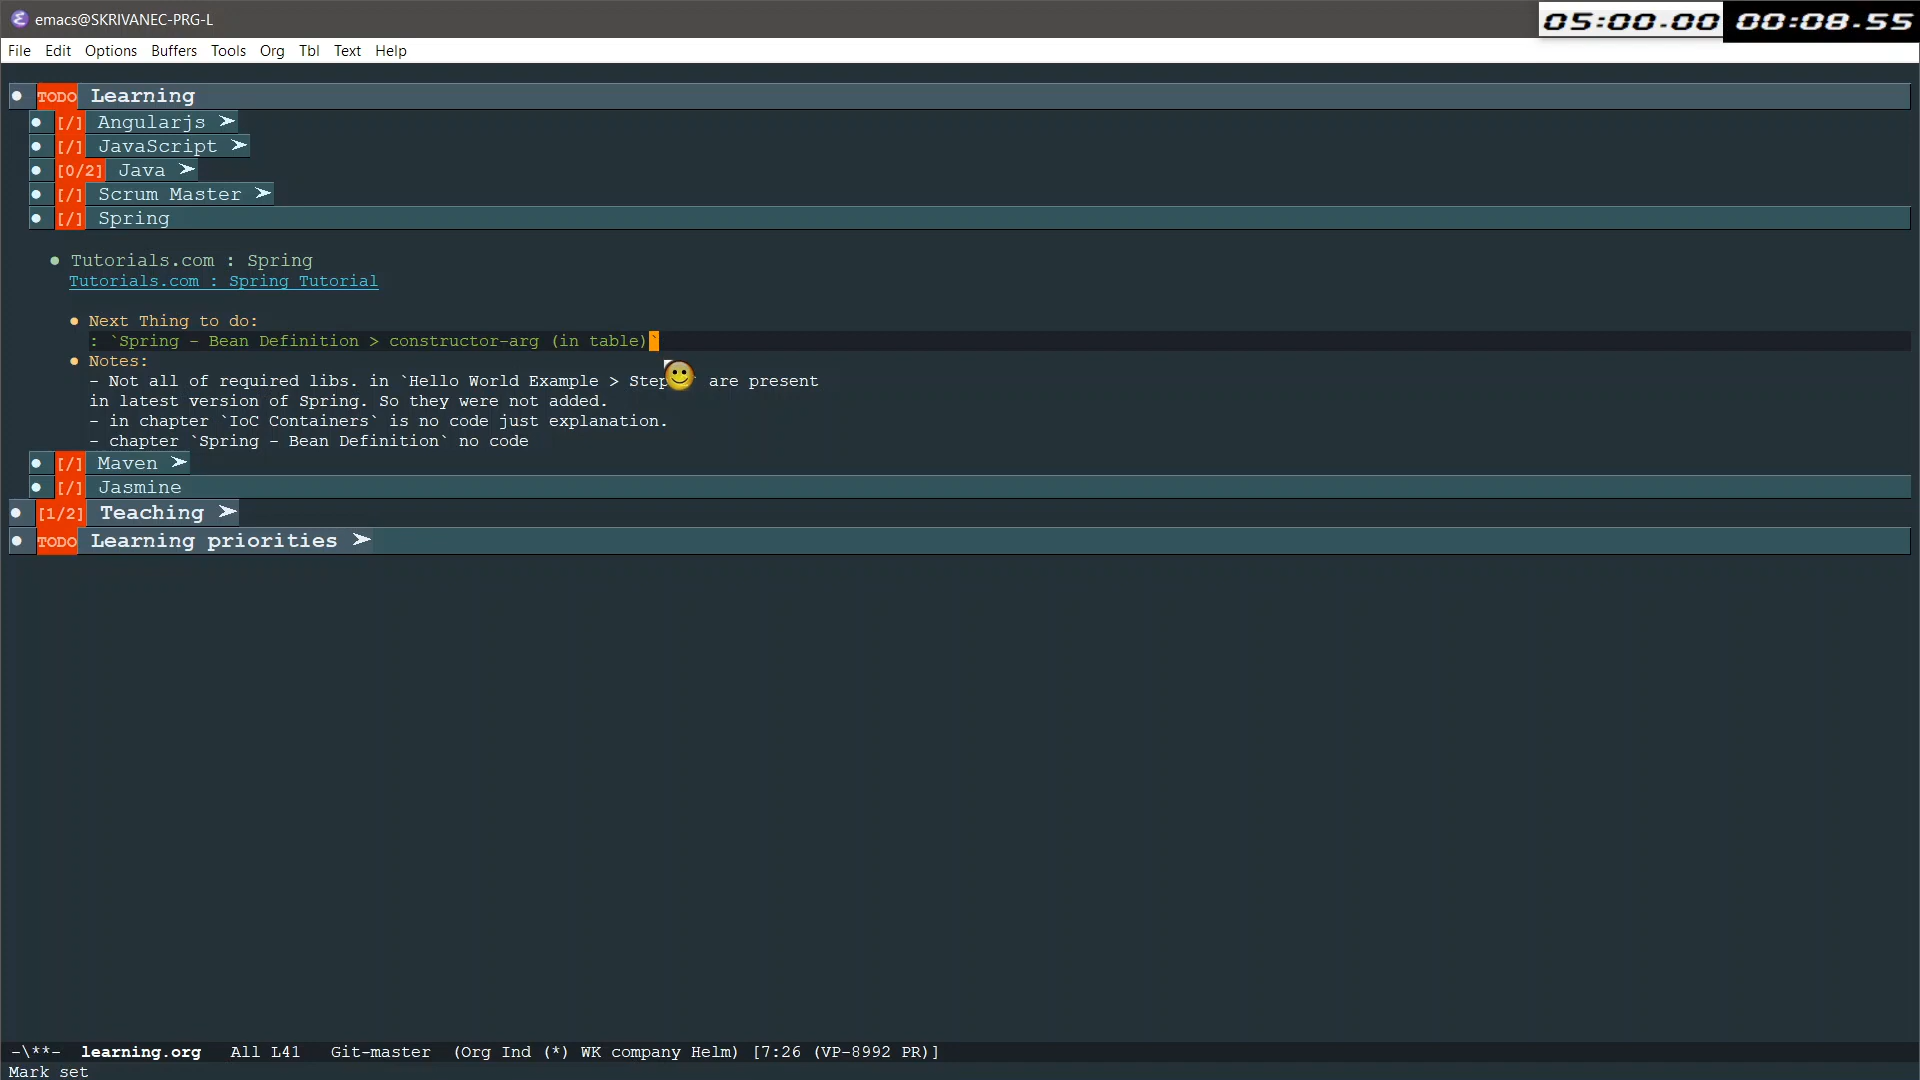 emacs@SKRIVANEC-PRG-L
05:00.00 00:08.55
File Edit Options Buffers Tools Org Tbl Text Help
TODO Learning
[/] Angularjs
[/] JavaScript
[0/2] Java
[/] Scrum Master
[/] Spring
Tutorials.com : Spring
Tutorials.com : Spring Tutorial
Next Thing to do:
: `Spring - Bean Definition > constructor-arg (in table)`
Notes:
- Not all of required libs. in `Hello World Example > Step ` are present
in latest version of Spring. So they were not added.
- in chapter `IoC Containers` is no code just explanation.
- chapter `Spring - Bean Definition` no code
[/] Maven
[/] Jasmine
[1/2] Teaching
TODO Learning priorities
-\**- learning.org All L41 Git-master (Org Ind (*) WK company Helm) [7:26 (VP-8992 PR)]
Mark set